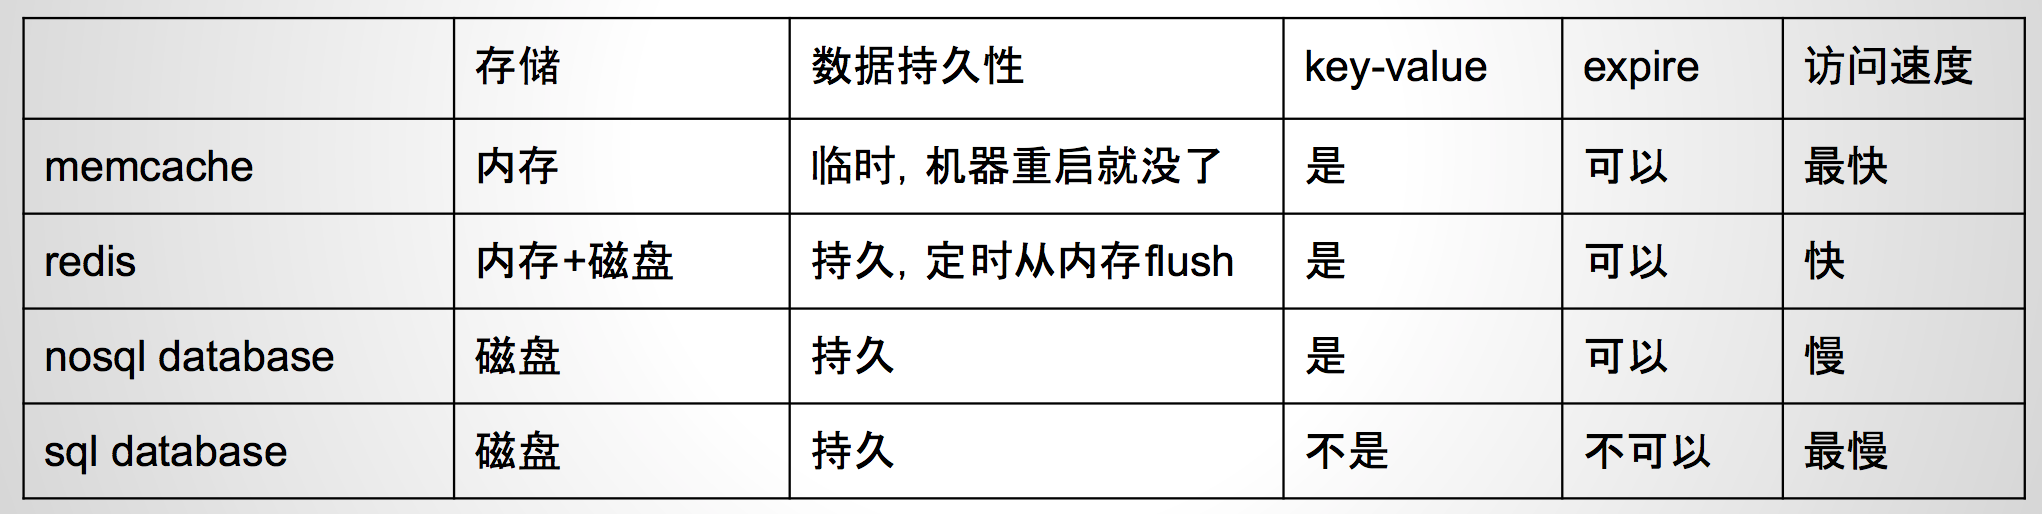 存储 数据持久性 key-value expire 访问速度
memcache 内存 临时，机器重启就没了 是 可以 最快
redis 内存+磁盘 持久，定时从内存flush 是 可以 快
nosql database 磁盘 持久 是 可以 慢
sql database 磁盘 持久 不是 不可以 最慢